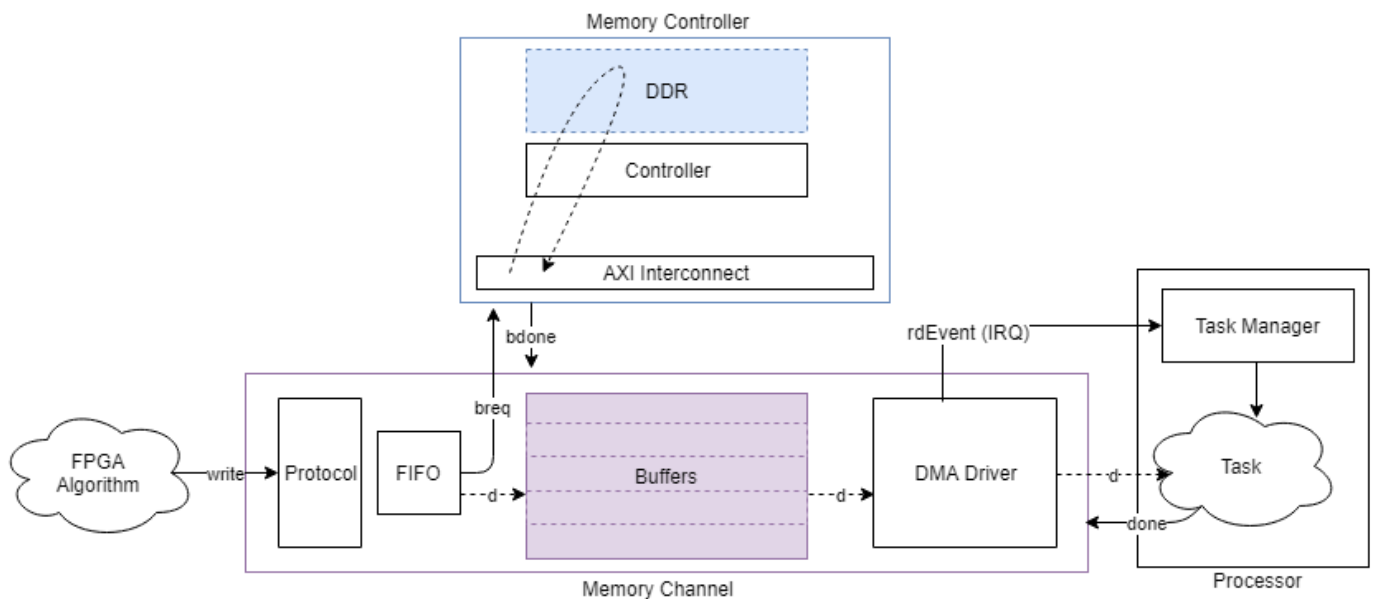 Memory Controller
DDR
Controller
AXI Interconnect
bdone
breq
rdEvent (IRQ)
Task Manager
FPGA
Algorithm
write
Protocol
FIFO
d
Buffers
d
DMA Driver
d
Task
done
Memory Channel
Processor